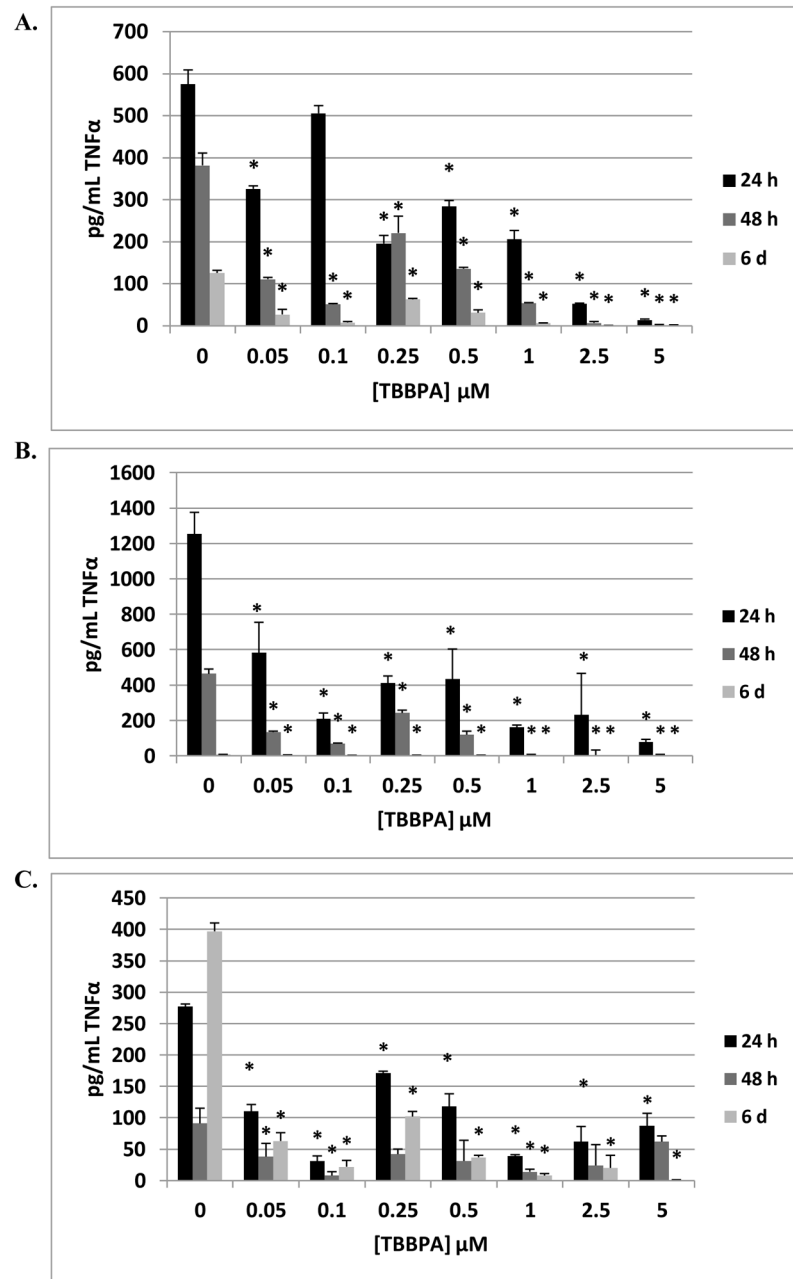 A.
700
600
500
400
300
200
100
0
pg/mL TNFα
* * * * * * * * * * * * * * * * * * * *
0 0.05 0.1 0.25 0.5 1 2.5 5
[TBBPA] µM
24 h
48 h
6 d
B.
1600
1400
1200
1000
800
600
400
200
0
pg/mL TNFα
* * * * * * * * * * * * * * * * * * * * *
0 0.05 0.1 0.25 0.5 1 2.5 5
[TBBPA] µM
24 h
48 h
6 d
C.
450
400
350
300
250
200
150
100
50
0
pg/mL TNFα
* * * * * * * * * * * * * * * * *
0 0.05 0.1 0.25 0.5 1 2.5 5
[TBBPA] µM
24 h
48 h
6 d